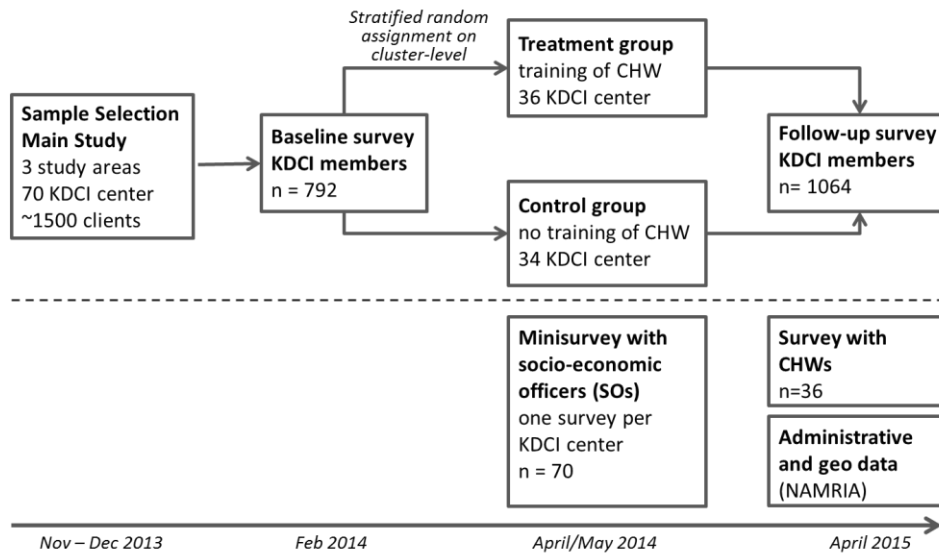 Stratified random
assignment on
cluster-level
Sample Selection
Main Study
3 study areas
70 KDCI center
~1500 clients
Baseline survey
KDCI members
n = 792
Treatment group
training of CHW
36 KDCI center
Control group
no training of CHW
34 KDCI center
Follow-up survey
KDCI members
n= 1064
Minisurvey with
socio-economic
officers (SOs)
one survey per
KDCI center
n = 70
Survey with
CHWs
n=36
Administrative
and geo data
(NAMRIA)
Nov – Dec 2013
Feb 2014
April/May 2014
April 2015